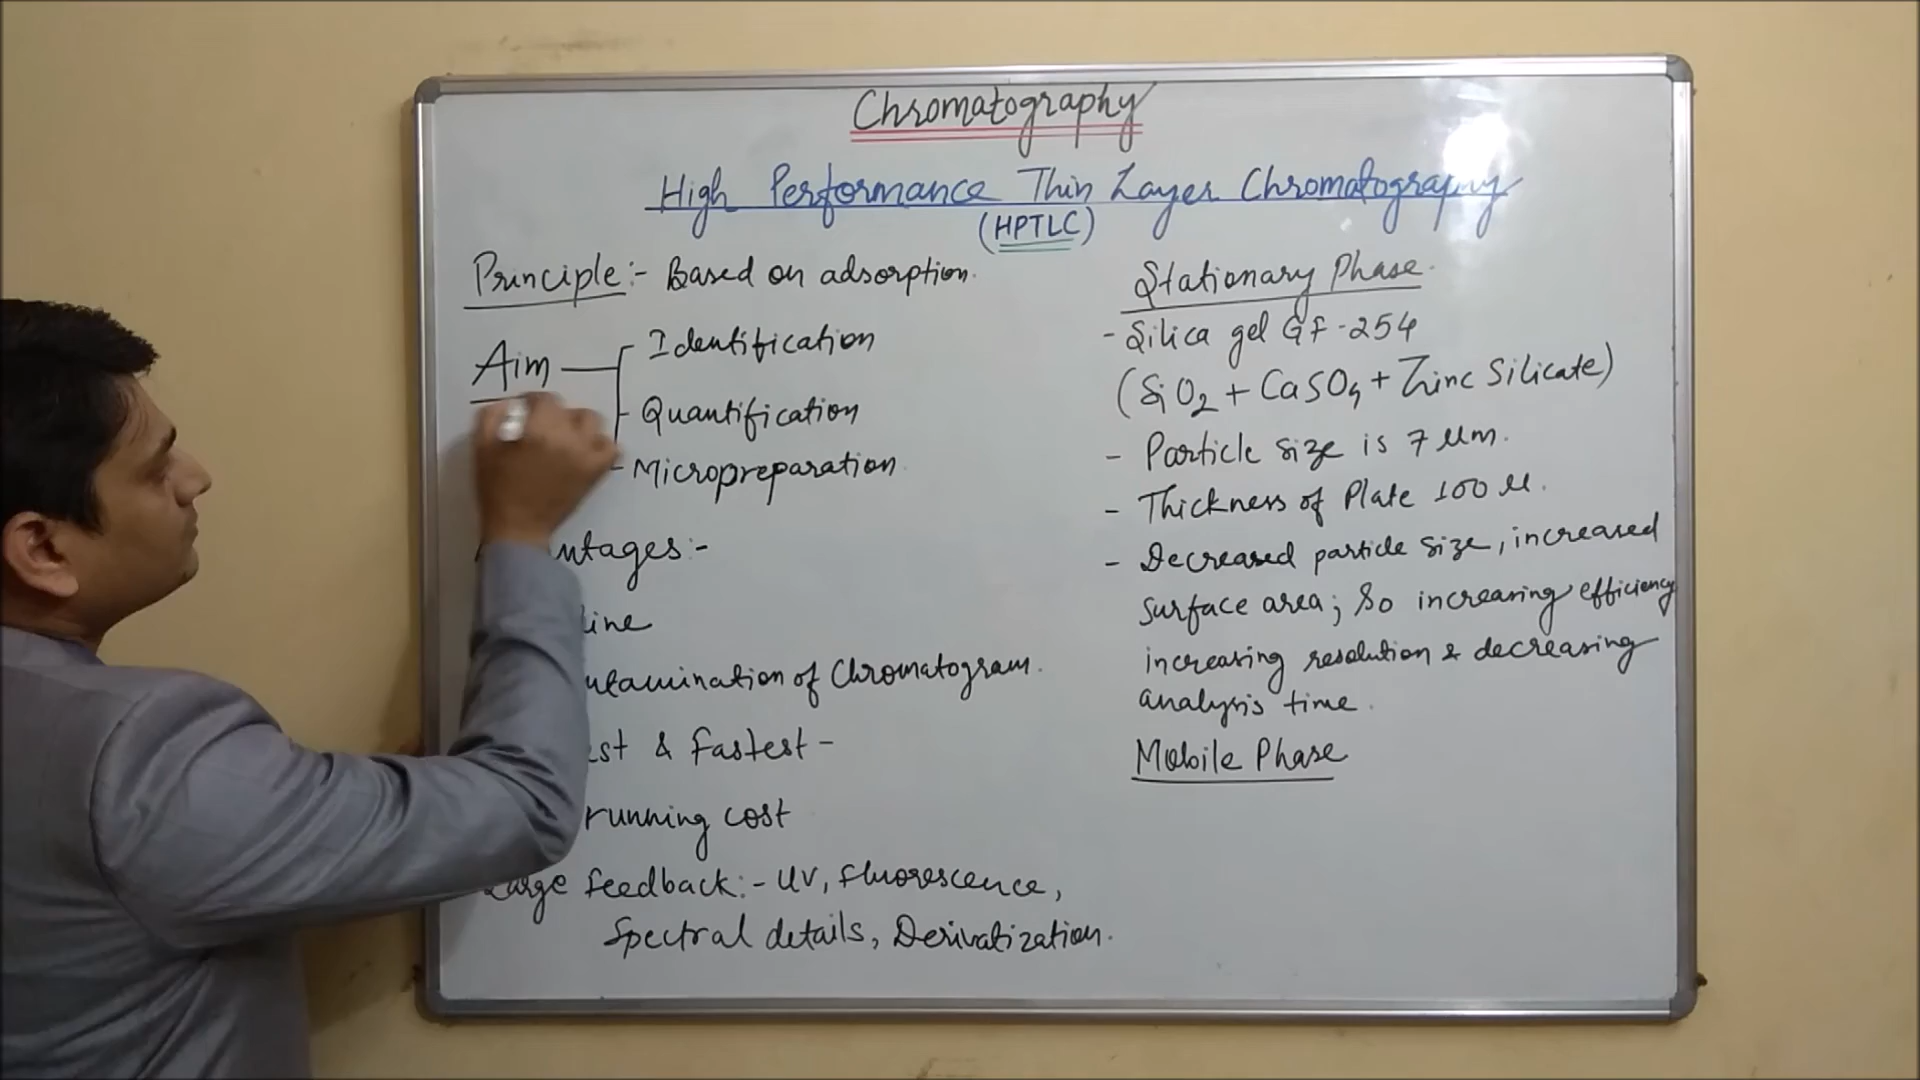 Chromatography
High Performance Thin Layer Chromatography
(HPTLC)
Principle:- Based on adsorption.
Aim
Identification
Quantification
Micropreparation
ntages:-
line
ntamination of Chromatogram.
st & Fastest -
running cost
Large feedback:- UV, Fluorescence,
Spectral details, Derivatization.
Stationary Phase.
- Silica gel GF-254
(SiO2 + CaSO4 + Zinc Silicate)
- Particle size is 7 μm.
- Thickness of Plate 100 μ.
- Decreased particle size, increased
surface area; So increasing efficiency
increasing resolution & decreasing
analysis time.
Mobile Phase